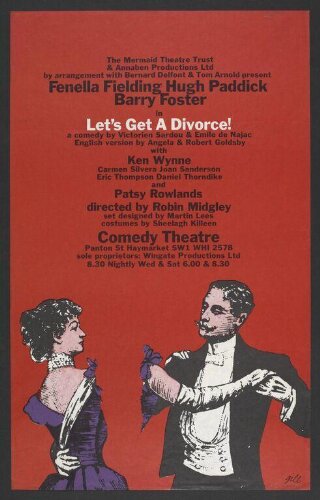 The Mermaid Theatre Trust
& Annaben Productions Ltd
by arrangement with Bernard Delfont & Tom Arnold present
Fenella Fielding Hugh Paddick
Barry Foster
in
Let's Get A Divorce!
a comedy by Victorien Sardou & Emile de Najac
English version by Angela & Robert Goldsby
with
Ken Wynne
Carmen Silvera Joan Sanderson
Eric Thompson Daniel Thorndike
and
Patsy Rowlands
directed by Robin Midgley
set designed by Martin Lees
costumes by Sheelagh Killeen
Comedy Theatre
Panton St Haymarket SW1 WHI 2578
sole proprietors: Wingate Productions Ltd
8.30 Nightly Wed & Sat 6.00 & 8.30